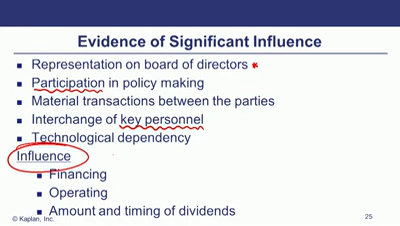 Evidence of Significant Influence
Representation on board of directors
Participation in policy making
Material transactions between the parties
Interchange of key personnel
Technological dependency
Influence
Financing
Operating
Amount and timing of dividends
© Kaplan, Inc.
25